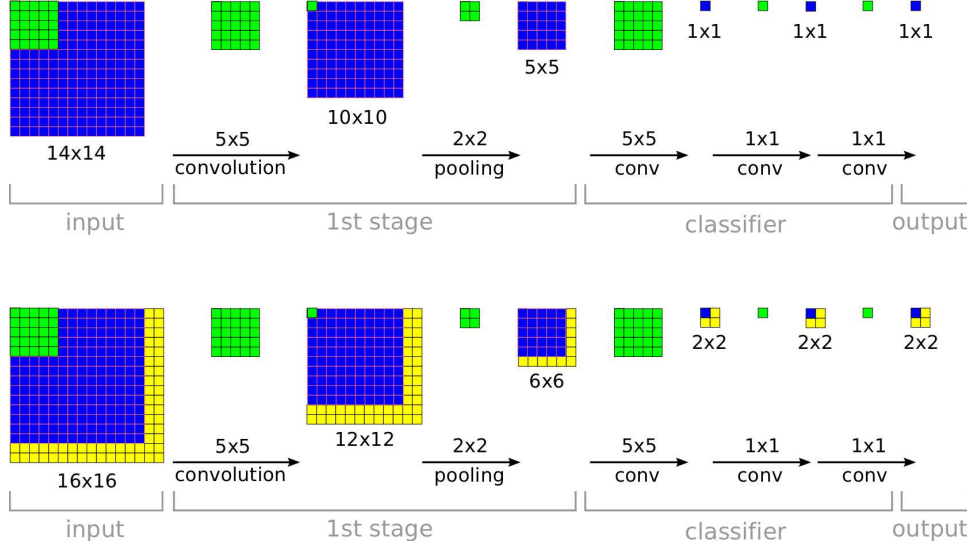 1x1 1x1 1x1
5x5
10x10
14x14
5x5 2x2 5x5 1x1 1x1
convolution pooling conv conv conv
input 1st stage classifier output
2x2 2x2 2x2
6x6
12x12
16x16
5x5 2x2 5x5 1x1 1x1
convolution pooling conv conv conv
input 1st stage classifier output